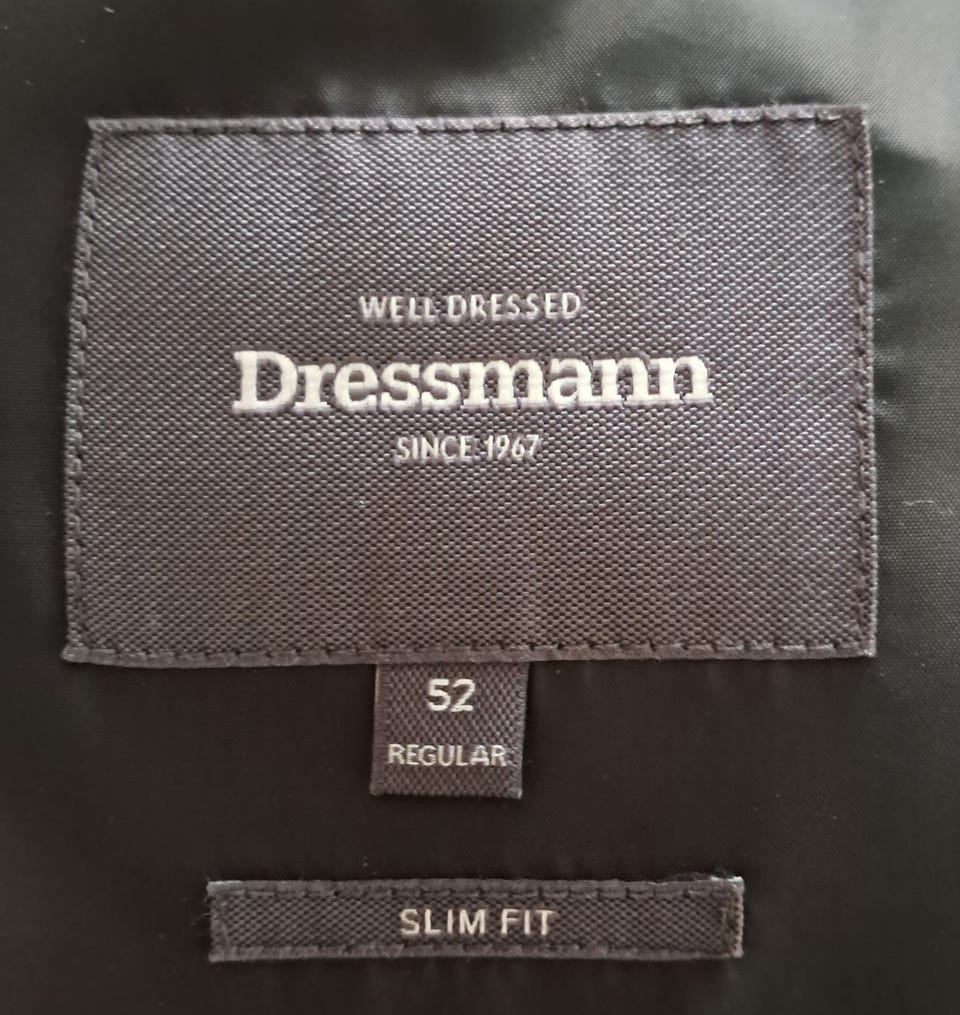 WELL DRESSED
Dressmann
SINCE 1967
52
REGULAR
SLIM FIT